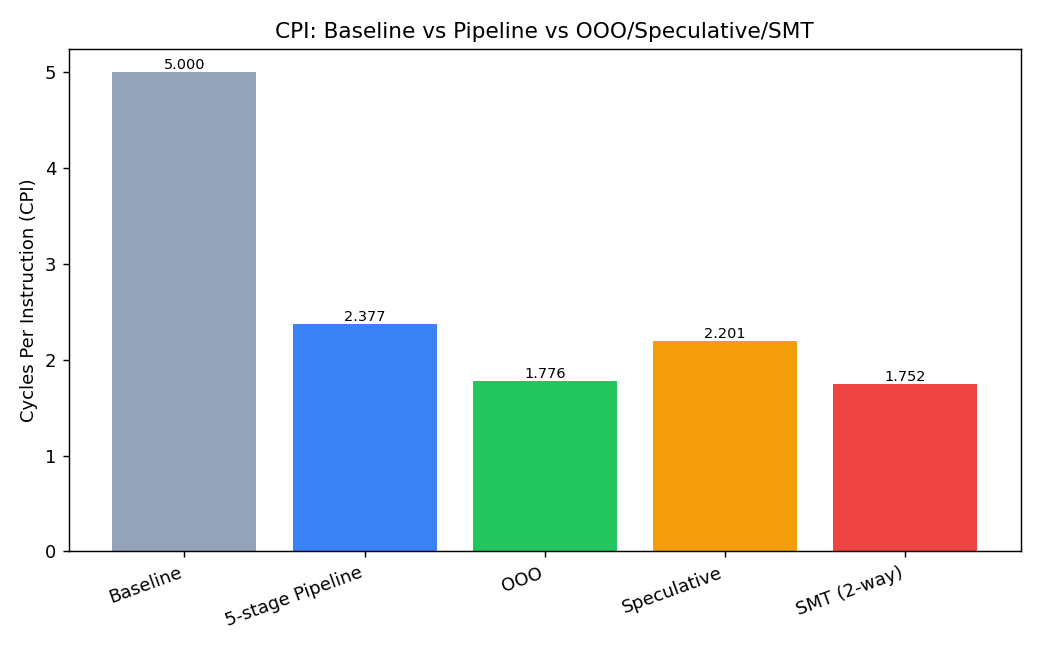 CPI: Baseline vs Pipeline vs OOO/Speculative/SMT
Cycles Per Instruction (CPI)
5
4
3
2
1
0
5.000
2.377
1.776
2.201
1.752
Baseline
5-stage Pipeline
OOO
Speculative
SMT (2-way)